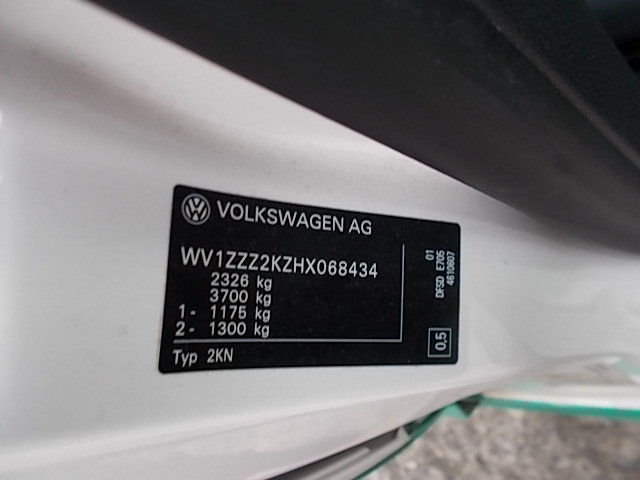 VOLKSWAGEN AG
WV1ZZZ2KZHX068434
2326 kg
3700 kg
1 - 1175 kg
2 - 1300 kg
Typ 2KN
01
DFSD E705
4610607
0,5